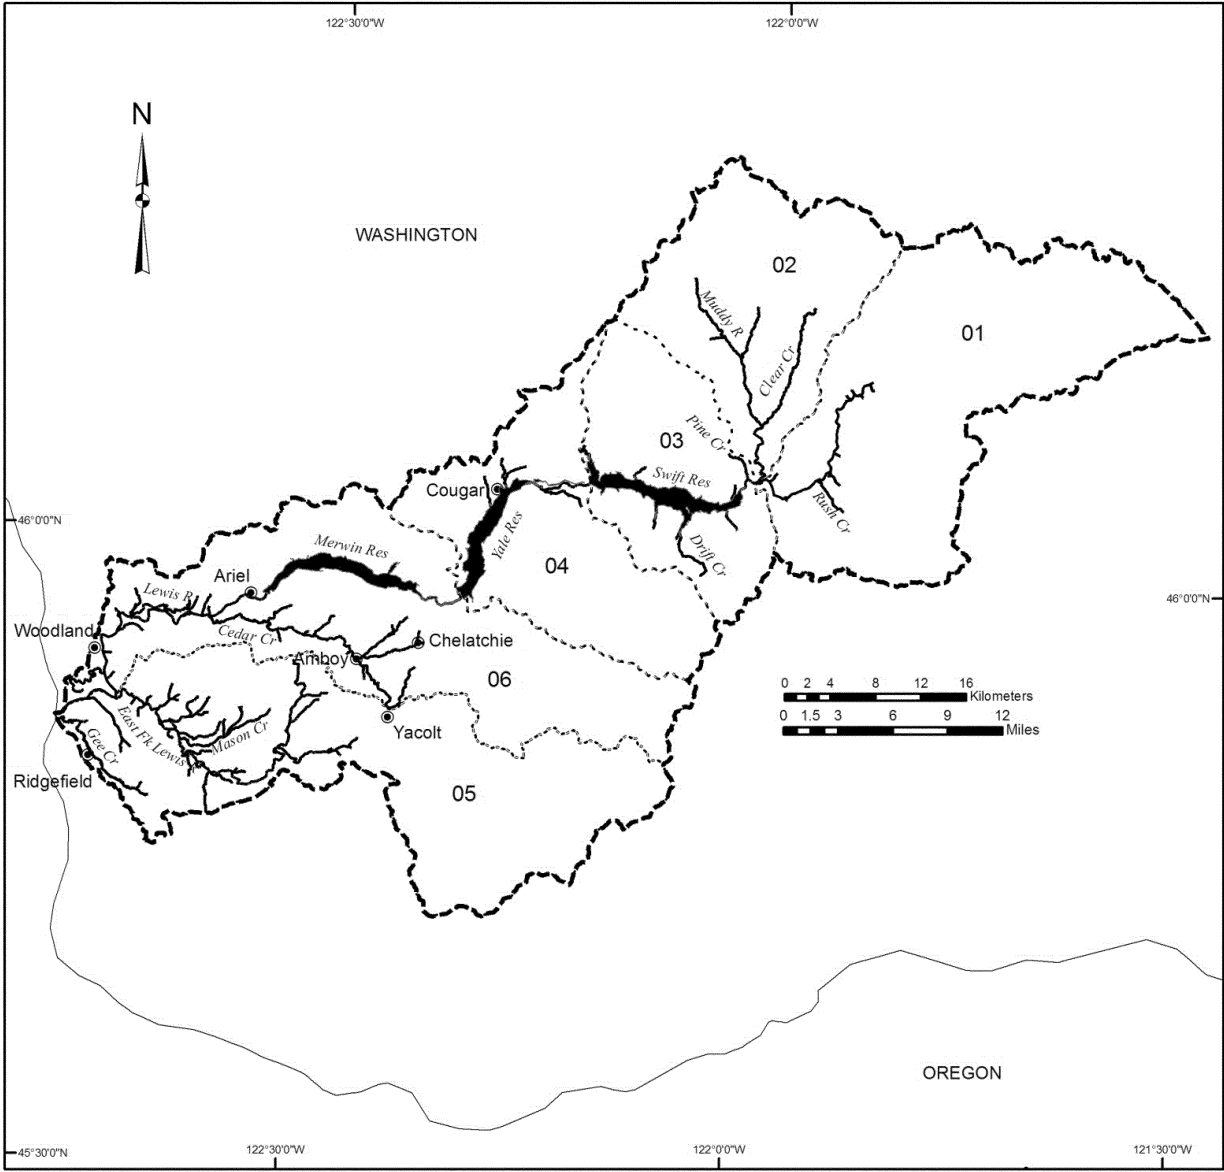 122°30'0"W
122°0'0"W
N
WASHINGTON
02
01
Muddy R
Clear Cr
Pine Cr
03
Swift Res
Rush Cr
Cougar
Yale Res
46°0'0"N
Drift Cr
Merwin Res
04
Ariel
Lewis R
46°0'0"N
Woodland
Cedar Cr
Chelatchie
Amboy
06
0 2 4 8 12 16
Kilometers
0 1.5 3 6 9 12
Miles
East Fk Lewis
Mason Cr
Yacolt
Gee Cr
Ridgefield
05
OREGON
45°30'0"N
122°30'0"W
122°0'0"W
121°30'0"W